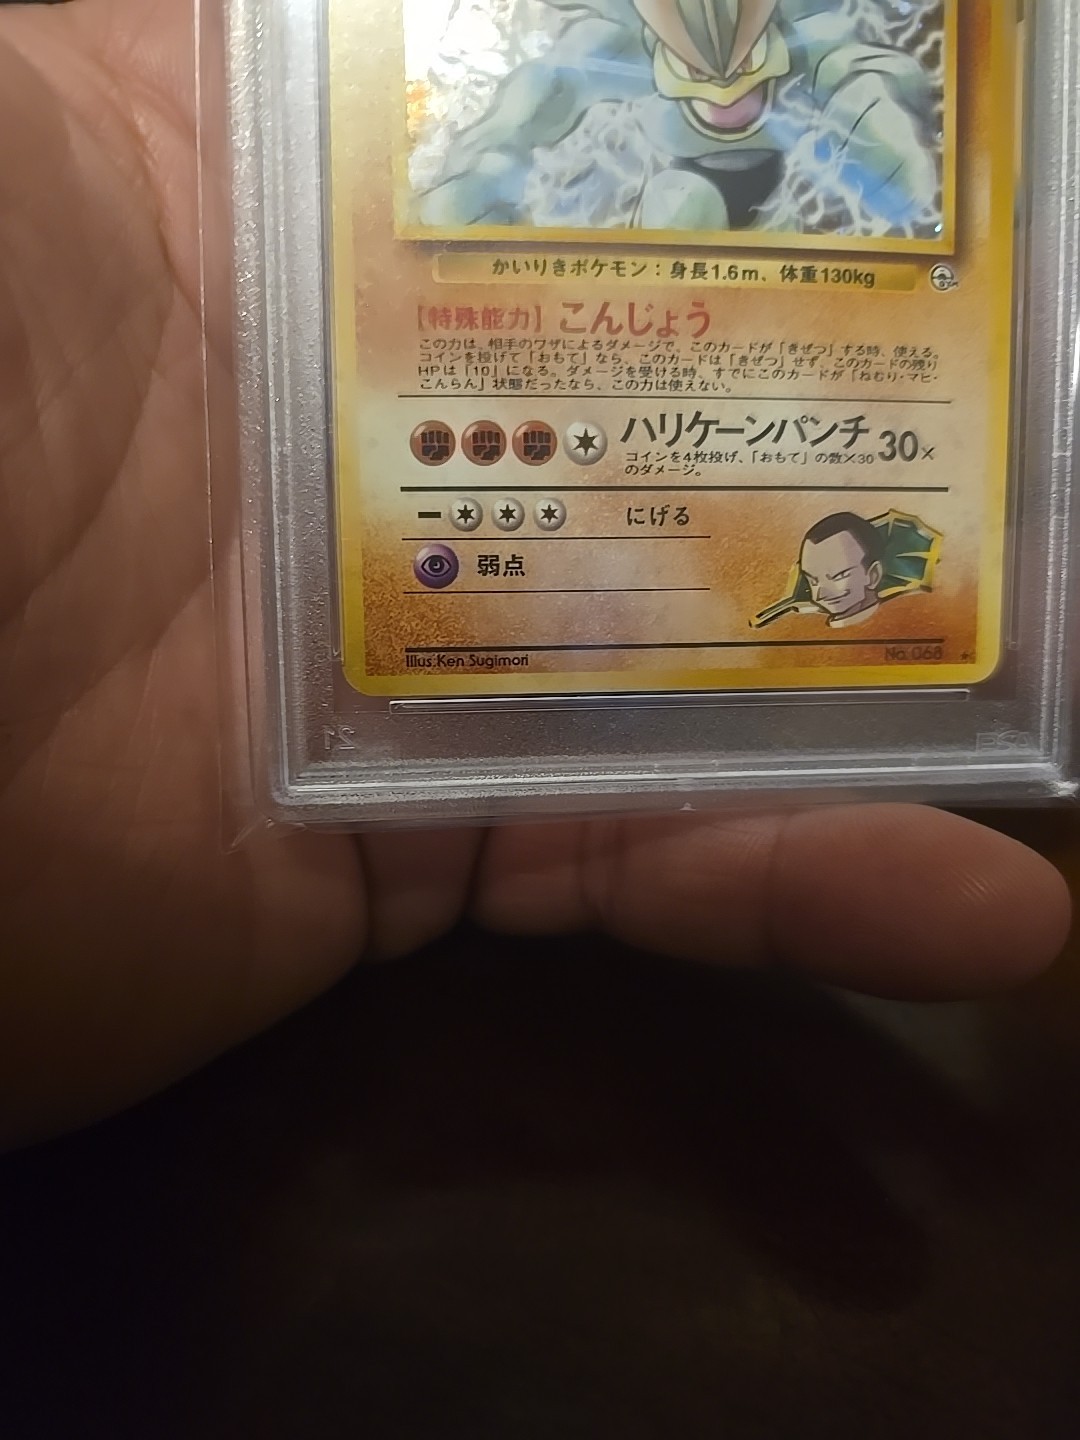 かいりきポケモン：身長1.6m、体重130kg
GYM
【特殊能力】こんじょう
この力は、相手のワザによるダメージで、このカードが「きぜつ」する時、使える。
コインを投げて「おもて」なら、このカードは「きぜつ」せず、このカードの残り
HPは「10」になる。ダメージを受ける時、すでにこのカードが「ねむり・マヒ・
こんらん」状態だったなら、この力は使えない。
ハリケーンパンチ 30×
コインを4枚投げ、「おもて」の数×30
のダメージ。
にげる
弱点
Illus.Ken Sugimori No.068 ★
21 PSA